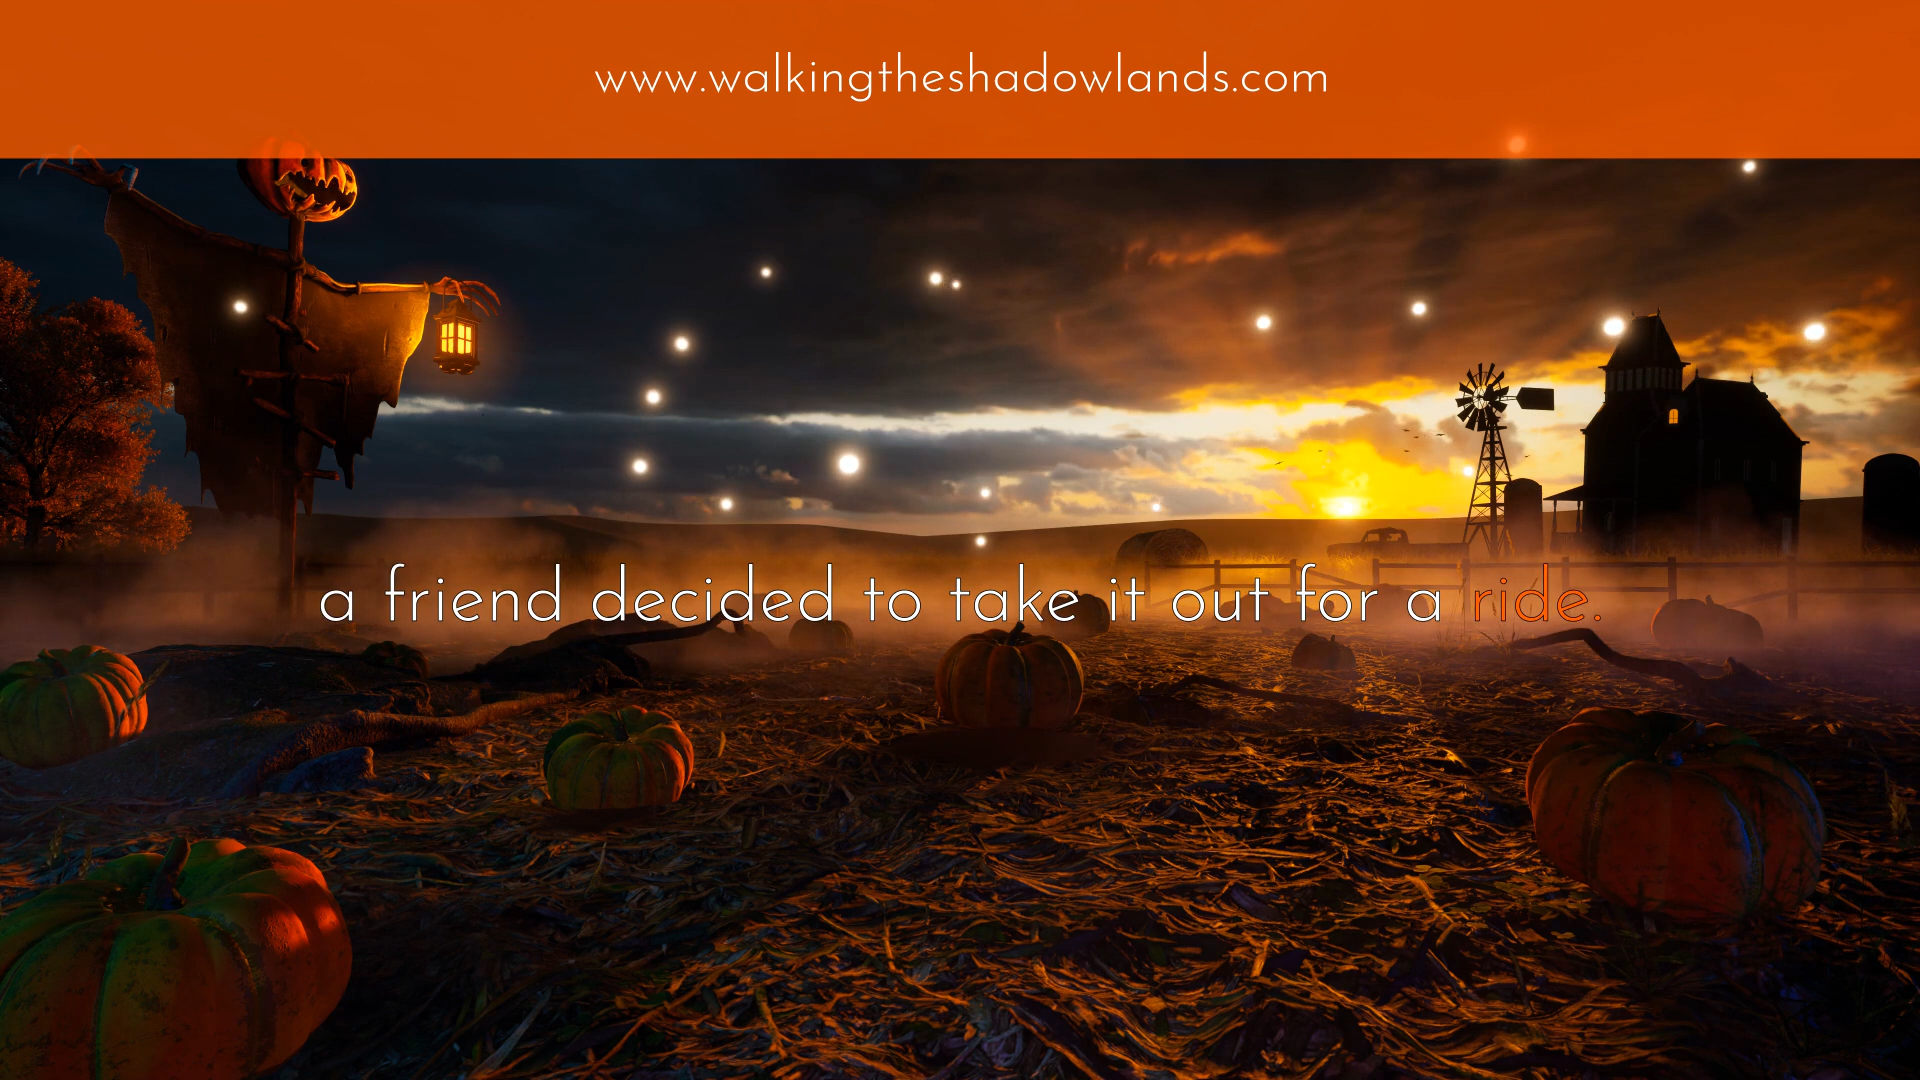 www.walkingtheshadowlands.com
a friend decided to take it out for a ride.